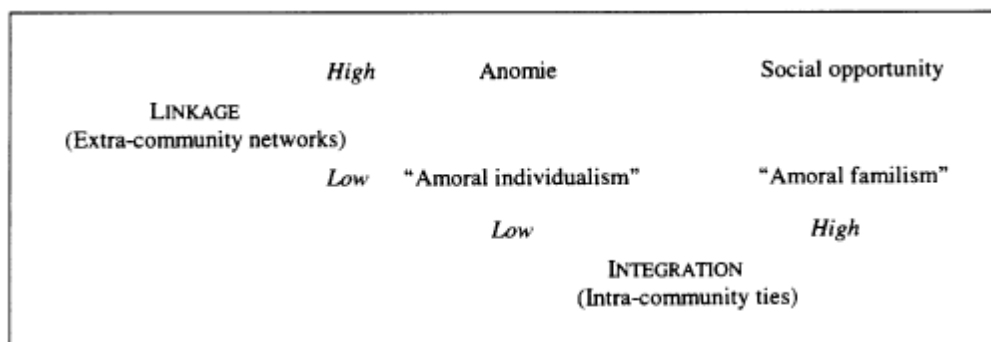 High Anomie Social opportunity
LINKAGE
(Extra-community networks)
Low "Amoral individualism" "Amoral familism"
Low High
INTEGRATION
(Intra-community ties)